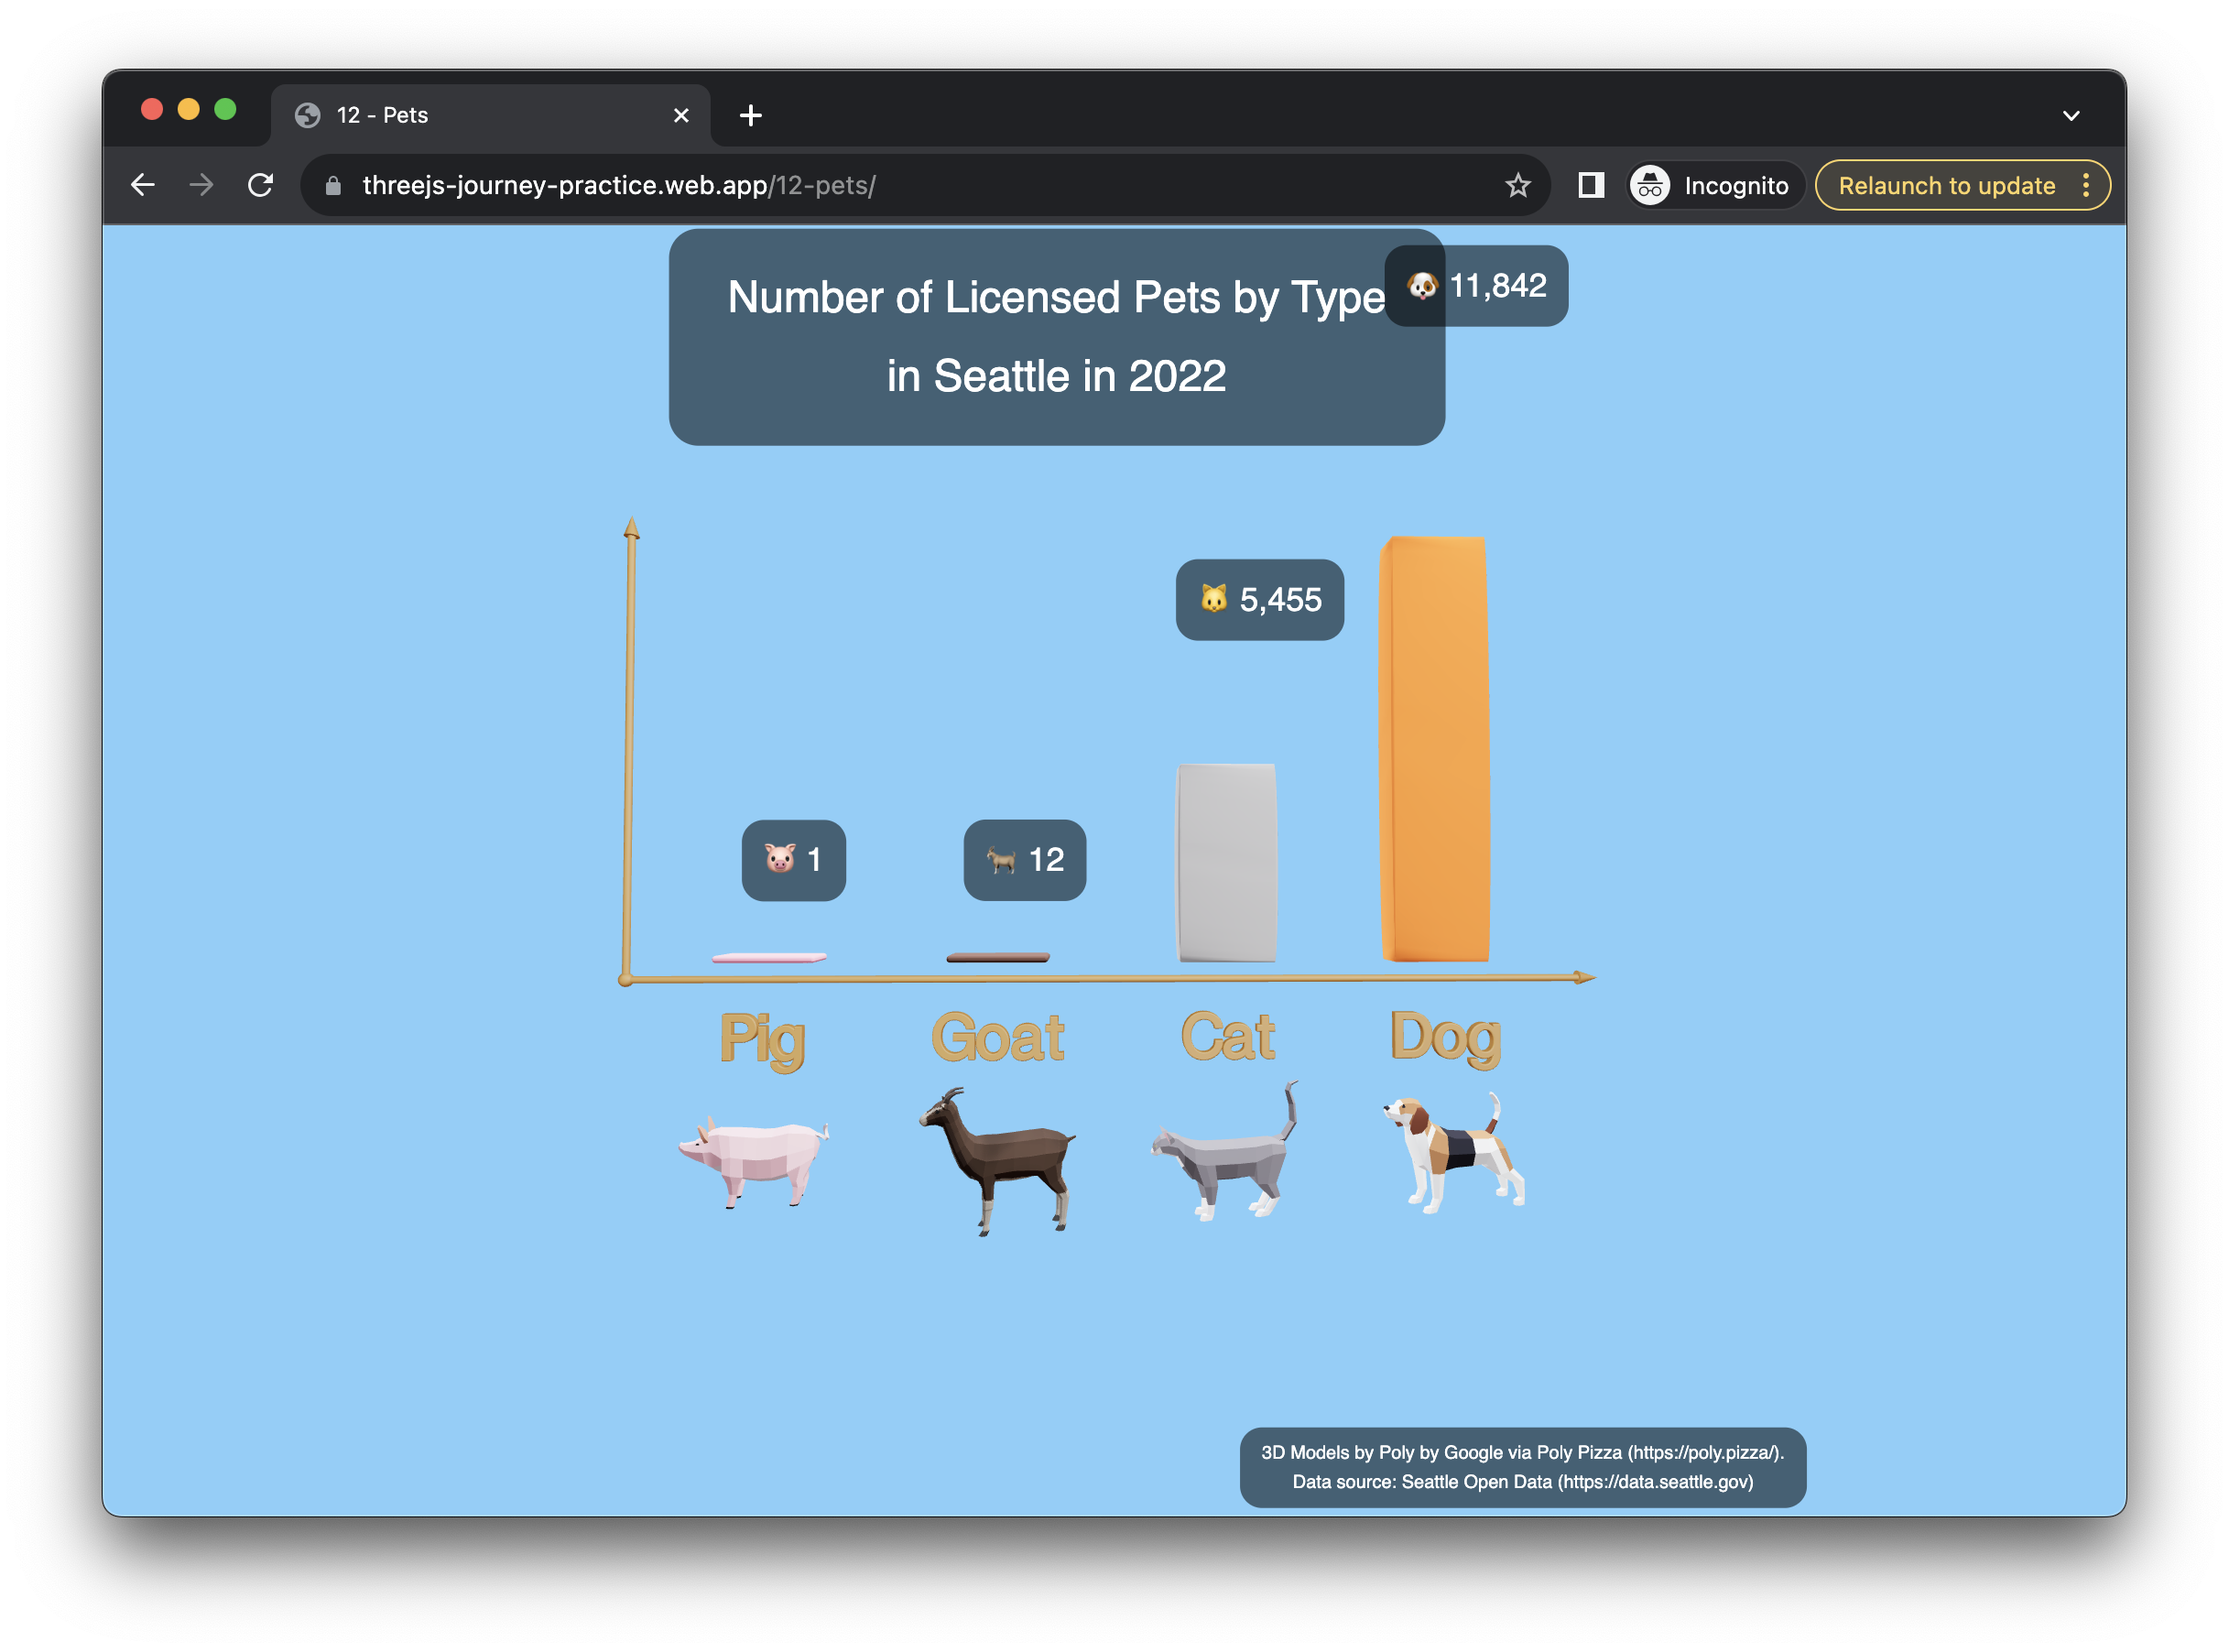 12 - Pets
threejs-journey-practice.web.app/12-pets/
Incognito
Relaunch to update
Number of Licensed Pets by Type
in Seattle in 2022
11,842
5,455
1
12
Pig
Goat
Cat
Dog
3D Models by Poly by Google via Poly Pizza (https://poly.pizza/).
Data source: Seattle Open Data (https://data.seattle.gov)